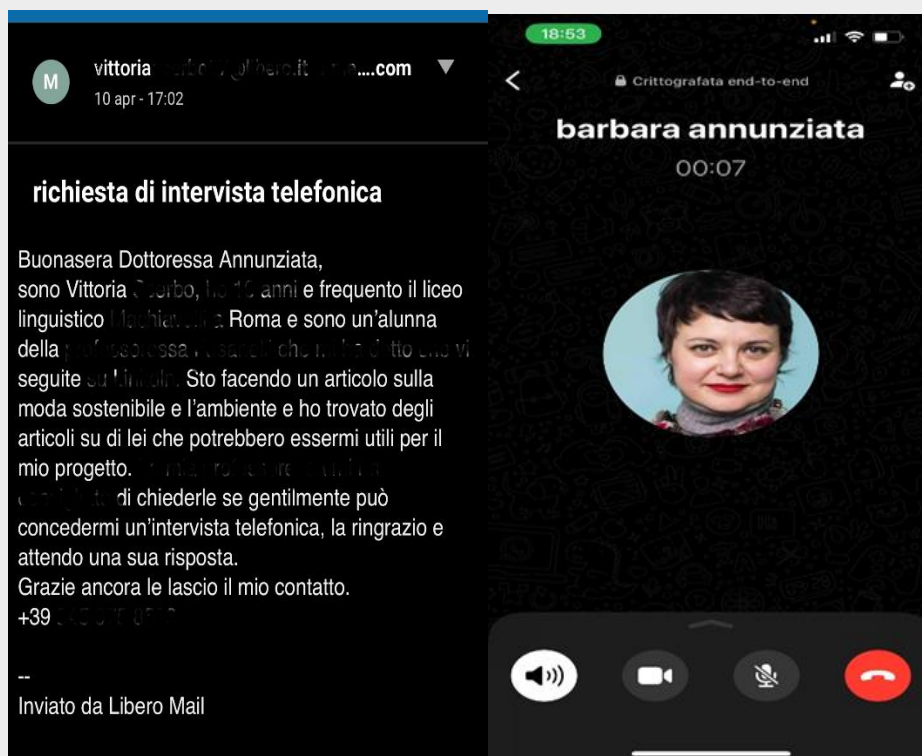 M
vittoria
....com
10 apr - 17:02
richiesta di intervista telefonica
Buonasera Dottoressa Annunziata,
sono Vittoria anni e frequento il liceo
linguistico Roma e sono un'alunna
della
seguite Sto facendo un articolo sulla
moda sostenibile e l'ambiente e ho trovato degli
articoli su di lei che potrebbero essermi utili per il
mio progetto.
di chiederle se gentilmente può
concedermi un'intervista telefonica, la ringrazio e
attendo una sua risposta.
Grazie ancora le lascio il mio contatto.
+39
--
Inviato da Libero Mail
18:53
Crittografata end-to-end
barbara annunziata
00:07